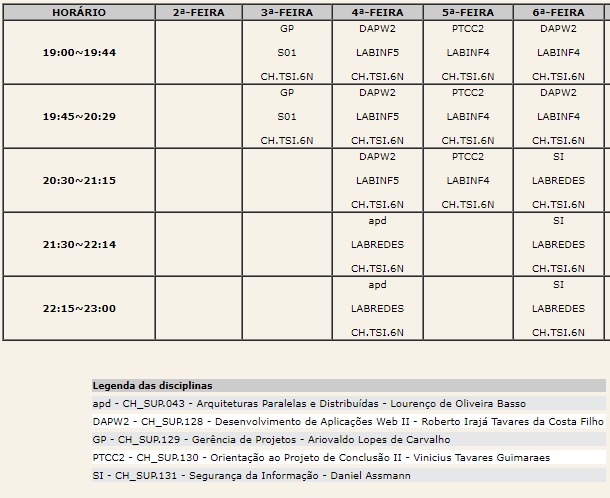 HORÁRIO 2ª-FEIRA 3ª-FEIRA 4ª-FEIRA 5ª-FEIRA 6ª-FEIRA
GP DAPW2 PTCC2 DAPW2
19:00~19:44 S01 LABINF5 LABINF4 LABINF4
CH.TSI.6N CH.TSI.6N CH.TSI.6N CH.TSI.6N
GP DAPW2 PTCC2 DAPW2
19:45~20:29 S01 LABINF5 LABINF4 LABINF4
CH.TSI.6N CH.TSI.6N CH.TSI.6N CH.TSI.6N
DAPW2 PTCC2 SI
20:30~21:15 LABINF5 LABINF4 LABREDES
CH.TSI.6N CH.TSI.6N CH.TSI.6N
apd SI
21:30~22:14 LABREDES LABREDES
CH.TSI.6N CH.TSI.6N
apd SI
22:15~23:00 LABREDES LABREDES
CH.TSI.6N CH.TSI.6N
Legenda das disciplinas
apd - CH_SUP.043 - Arquiteturas Paralelas e Distribuídas - Lourenço de Oliveira Basso
DAPW2 - CH_SUP.128 - Desenvolvimento de Aplicações Web II - Roberto Irajá Tavares da Costa Filho
GP - CH_SUP.129 - Gerência de Projetos - Ariovaldo Lopes de Carvalho
PTCC2 - CH_SUP.130 - Orientação ao Projeto de Conclusão II - Vinicius Tavares Guimaraes
SI - CH_SUP.131 - Segurança da Informação - Daniel Assmann